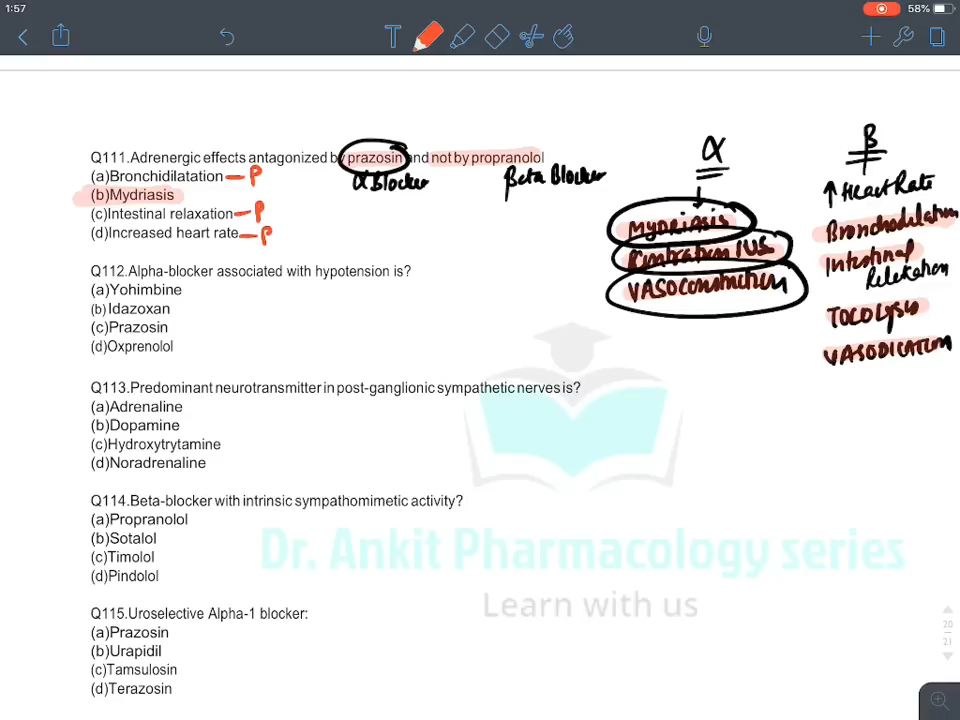 1:57
58%
T
Q111.Adrenergic effects antagonized by prazosin and not by propranolol
(a)Bronchidilatation – P
(b)Mydriasis
(c)Intestinal relaxation – P
(d)Increased heart rate – P
α Blocker
Beta Blocker
α
Mydriasis
IUS
VASOconstriction
β
↑ Heart Rate
Bronchodilation
Intestinal
Relaxation
TOCOlysis
VASODILATION
Q112.Alpha-blocker associated with hypotension is?
(a)Yohimbine
(b)Idazoxan
(c)Prazosin
(d)Oxprenolol
Q113.Predominant neurotransmitter in post-ganglionic sympathetic nerves is?
(a)Adrenaline
(b)Dopamine
(c)Hydroxytrytamine
(d)Noradrenaline
Q114.Beta-blocker with intrinsic sympathomimetic activity?
(a)Propranolol
(b)Sotalol
(c)Timolol
(d)Pindolol
Dr. Ankit Pharmacology series
Learn with us
Q115.Uroselective Alpha-1 blocker:
(a)Prazosin
(b)Urapidil
(c)Tamsulosin
(d)Terazosin
20
21